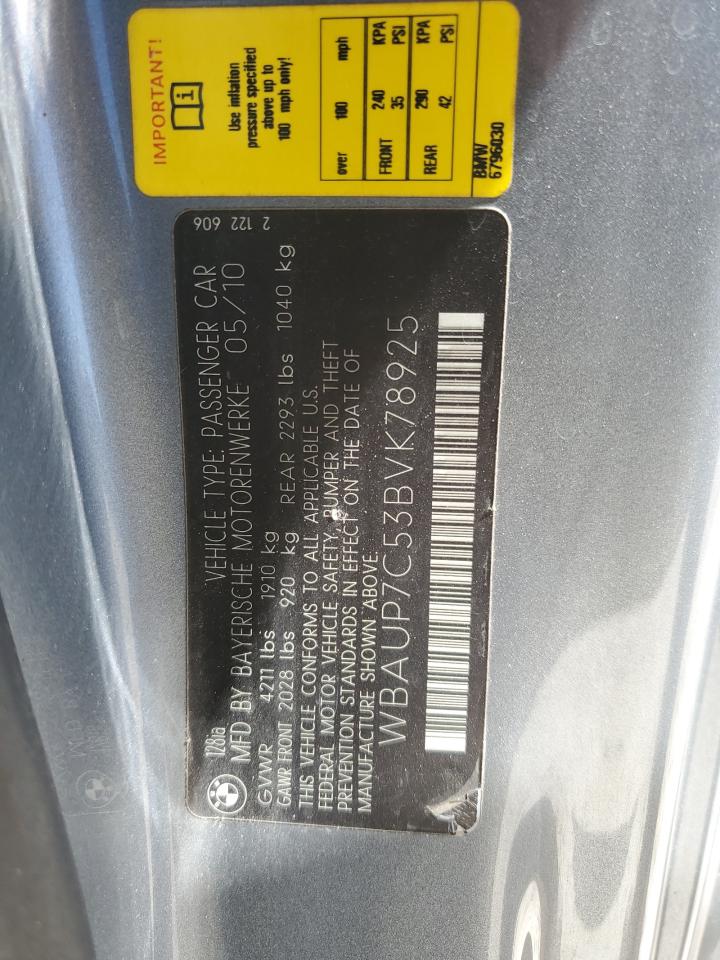 IMPORTANT!
i
Use inflation
pressure specified
above up to
100 mph only!
over 100 mph
FRONT 240 KPA
35 PSI
REAR 290 KPA
42 PSI
BMW
6796030
2 122 606
VEHICLE TYPE: PASSENGER CAR
128ia
MFD BY BAYERISCHE MOTORENWERKE 05/10
GVWR 4211 lbs 1910 kg
GAWR FRONT 2028 lbs 920 kg REAR 2293 lbs 1040 kg
THIS VEHICLE CONFORMS TO ALL APPLICABLE U.S.
FEDERAL MOTOR VEHICLE SAFETY, BUMPER AND THEFT
PREVENTION STANDARDS IN EFFECT ON THE DATE OF
MANUFACTURE SHOWN ABOVE.
WBAUP7C53BVK78925